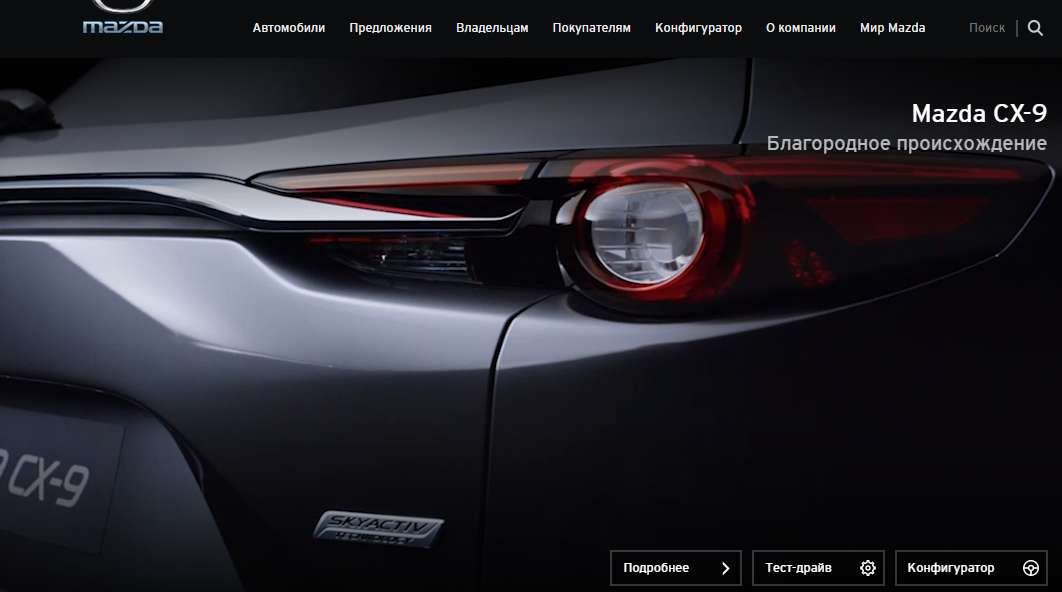 mazda
Автомобили Предложения Владельцам Покупателям Конфигуратор О компании Мир Mazda Поиск
Mazda CX-9
Благородное происхождение
CX-9
SKYACTIV
TECHNOLOGY
Подробнее Тест-драйв Конфигуратор